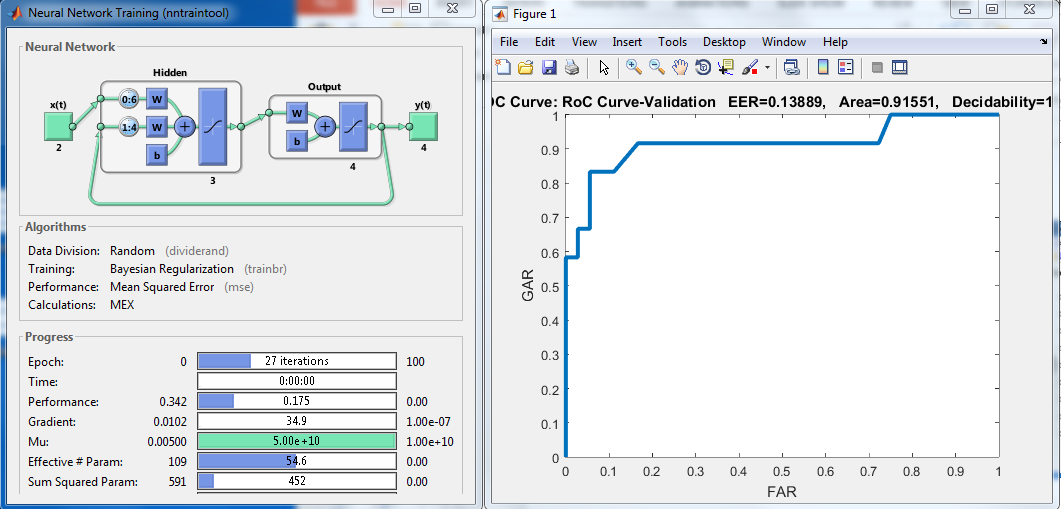 Neural Network Training (nntraintool)
Neural Network
Hidden
Output
x(t)
0:6
W
1:4
W
b
W
b
y(t)
2
3
4
4
Algorithms
Data Division: Random (dividerand)
Training: Bayesian Regularization (trainbr)
Performance: Mean Squared Error (mse)
Calculations: MEX
Progress
Epoch: 0 27 iterations 100
Time: 0:00:00
Performance: 0.342 0.175 0.00
Gradient: 0.0102 34.9 1.00e-07
Mu: 0.00500 5.00e+10 1.00e+10
Effective # Param: 109 54.6 0.00
Sum Squared Param: 591 452 0.00
Figure 1
File Edit View Insert Tools Desktop Window Help
OC Curve: RoC Curve-Validation EER=0.13889, Area=0.91551, Decidability=1
1
0.9
0.8
0.7
0.6
0.5
0.4
0.3
0.2
0.1
0
GAR
0 0.1 0.2 0.3 0.4 0.5 0.6 0.7 0.8 0.9 1
FAR